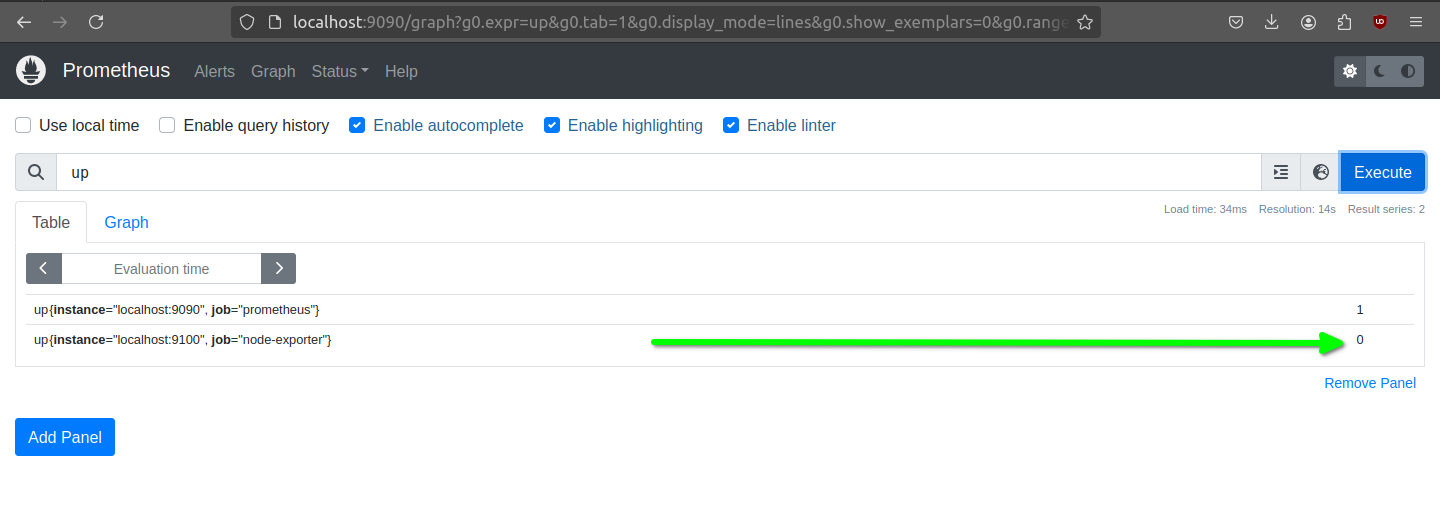 localhost:9090/graph?g0.expr=up&g0.tab=1&g0.display_mode=lines&g0.show_exemplars=0&g0.range
Prometheus Alerts Graph Status Help
Use local time Enable query history Enable autocomplete Enable highlighting Enable linter
up Execute
Table Graph Load time: 34ms Resolution: 14s Result series: 2
Evaluation time
up{instance="localhost:9090", job="prometheus"} 1
up{instance="localhost:9100", job="node-exporter"} 0
Remove Panel
Add Panel